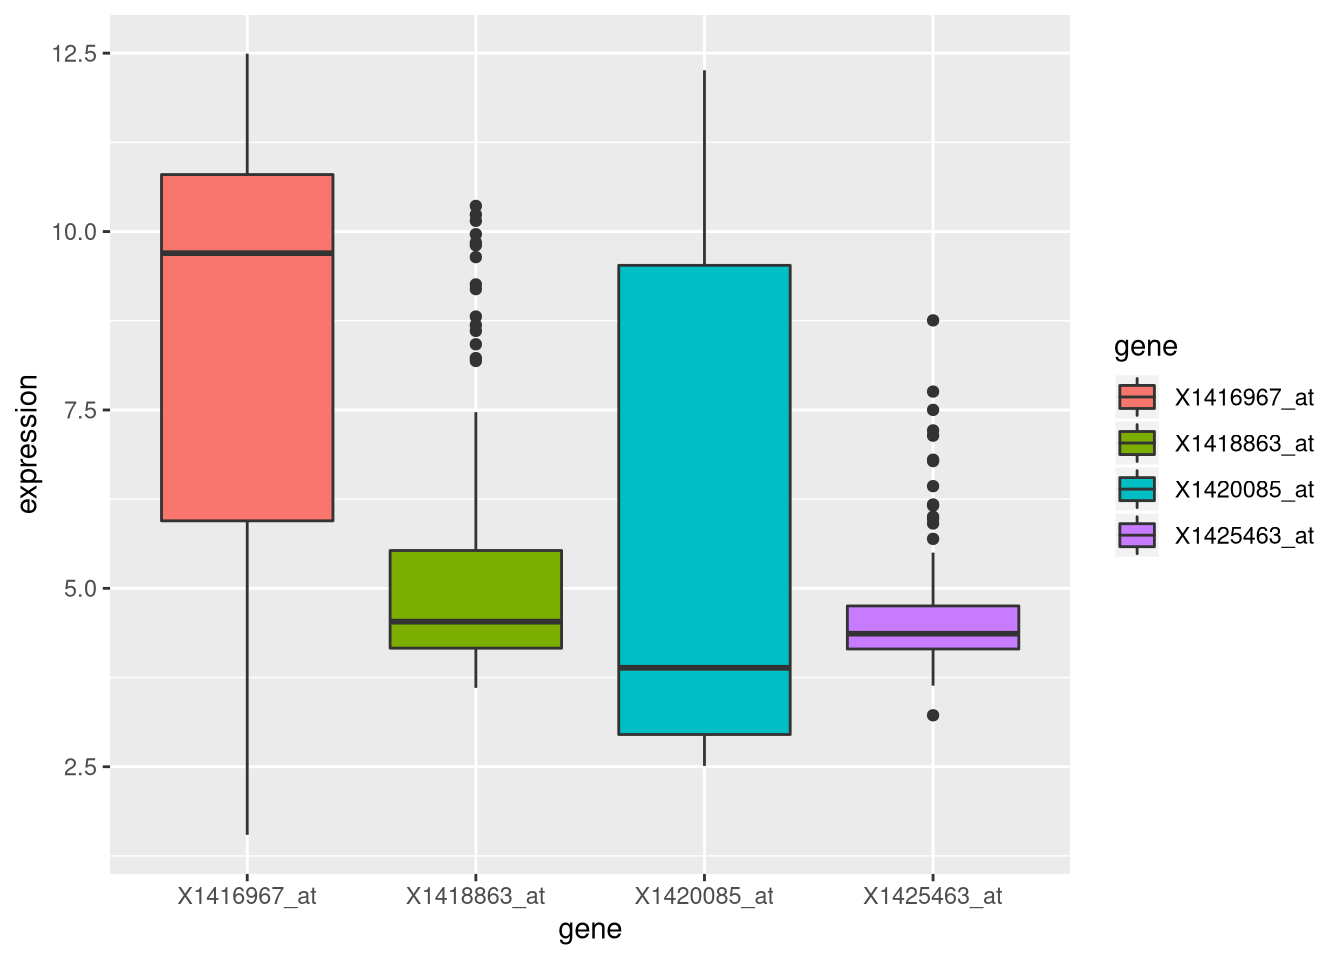 12.5
10.0
7.5
5.0
2.5
expression
X1416967_at
X1418863_at
X1420085_at
X1425463_at
gene
gene
X1416967_at
X1418863_at
X1420085_at
X1425463_at